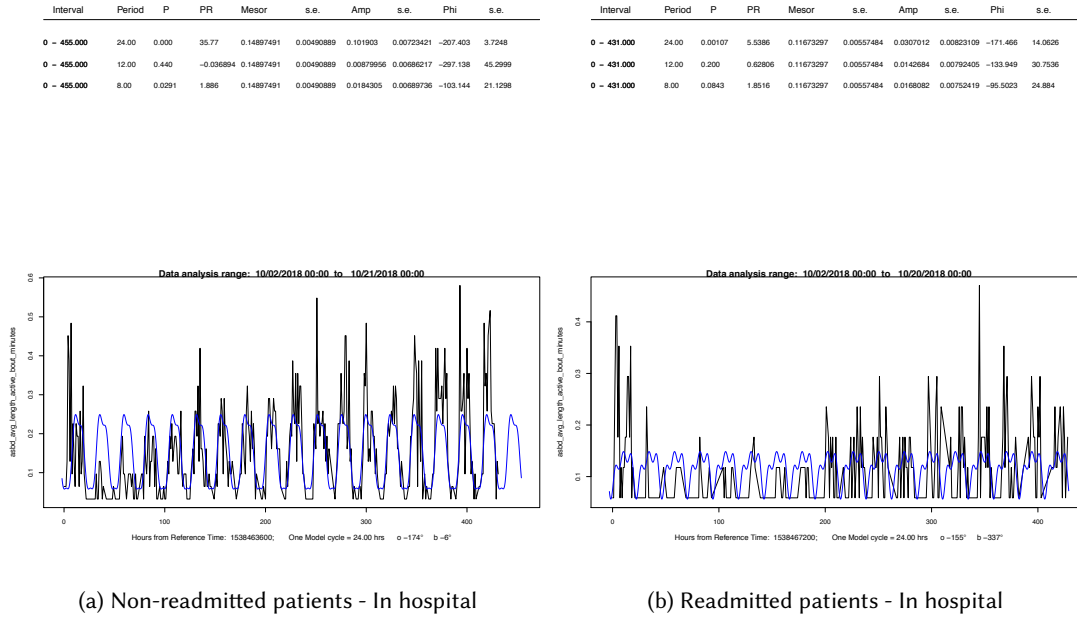 Interval Period P PR Mesor s.e. Amp s.e. Phi s.e.
0 − 455.000 24.00 0.000 35.77 0.14897491 0.00490889 0.101903 0.00723421 −207.403 3.7248
0 − 455.000 12.00 0.440 −0.036894 0.14897491 0.00490889 0.00879956 0.00686217 −297.138 45.2999
0 − 455.000 8.00 0.0291 1.886 0.14897491 0.00490889 0.0184305 0.00689736 −103.144 21.1298
Data analysis range: 10/02/2018 00:00 to 10/21/2018 00:00
asbd_avg_length_active_bout_minutes
0.6
0.5
0.4
0.3
0.2
0.1
0 100 200 300 400
Hours from Reference Time: 1538463600; One Model cycle = 24.00 hrs o −174° b −6°
(a) Non-readmitted patients - In hospital
Interval Period P PR Mesor s.e. Amp s.e. Phi s.e.
0 − 431.000 24.00 0.00107 5.5386 0.11673297 0.00557484 0.0307012 0.00823109 −171.466 14.0626
0 − 431.000 12.00 0.200 0.62806 0.11673297 0.00557484 0.0142684 0.00792405 −133.949 30.7536
0 − 431.000 8.00 0.0843 1.8516 0.11673297 0.00557484 0.0168082 0.00752419 −95.5023 24.884
Data analysis range: 10/02/2018 00:00 to 10/20/2018 00:00
asbd_avg_length_active_bout_minutes
0.4
0.3
0.2
0.1
0 100 200 300 400
Hours from Reference Time: 1538467200; One Model cycle = 24.00 hrs o −155° b −337°
(b) Readmitted patients - In hospital